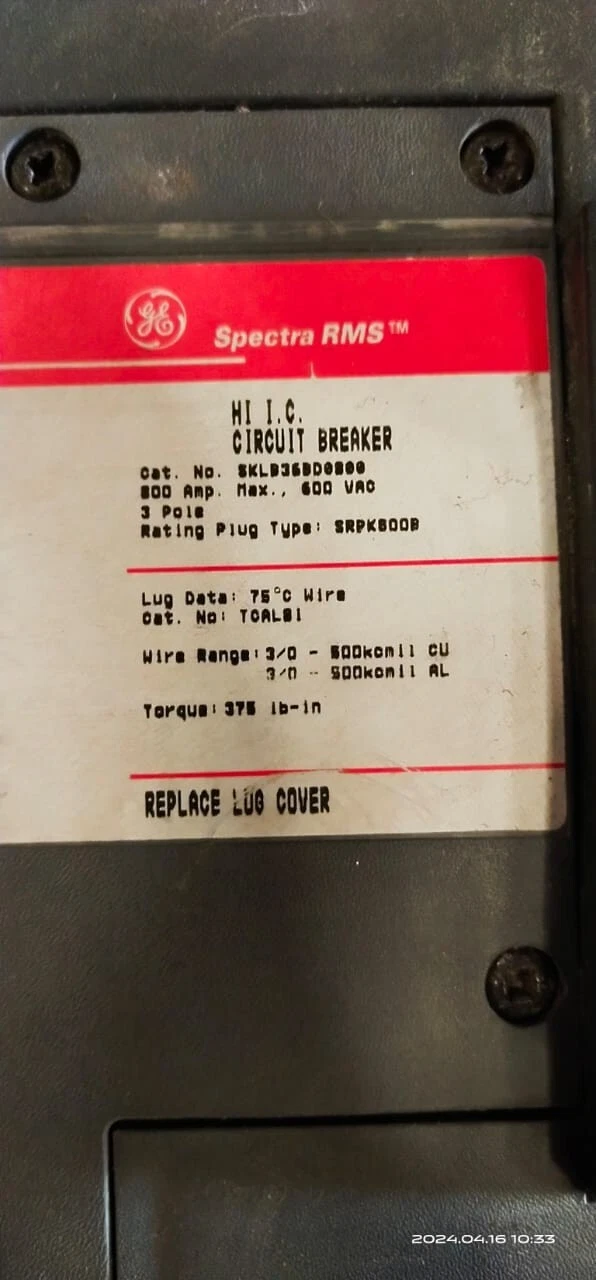 GE
Spectra RMS™
HI I.C.
CIRCUIT BREAKER
Cat. No. SKLB36BD0800
800 Amp. Max., 600 VAC
3 Pole
Rating Plug Type: SRPK800B
Lug Data: 75°C Wire
Cat. No: TCAL81
Wire Range: 3/0 - 500kcmil CU
3/0 - 500kcmil AL
Torque: 375 lb-in
REPLACE LUG COVER
2024.04.16 10:33